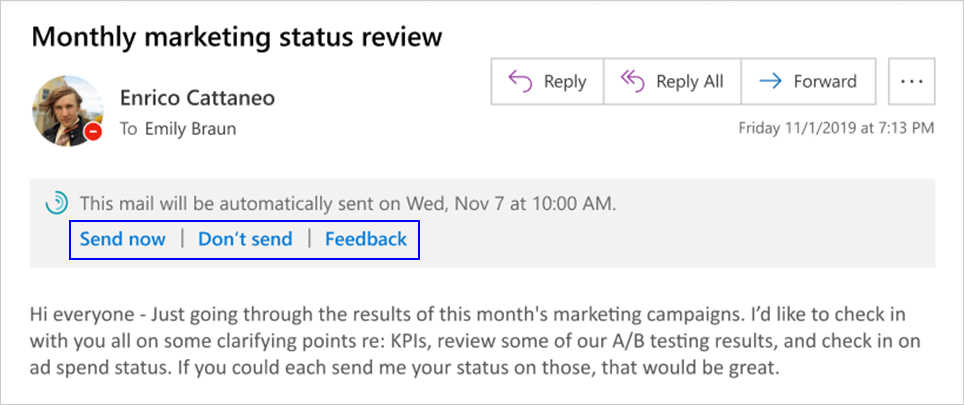 Monthly marketing status review
Reply
Reply All
Forward
...
Enrico Cattaneo
To Emily Braun
Friday 11/1/2019 at 7:13 PM
This mail will be automatically sent on Wed, Nov 7 at 10:00 AM.
Send now | Don’t send | Feedback
Hi everyone - Just going through the results of this month's marketing campaigns. I’d like to check in
with you all on some clarifying points re: KPIs, review some of our A/B testing results, and check in on
ad spend status. If you could each send me your status on those, that would be great.